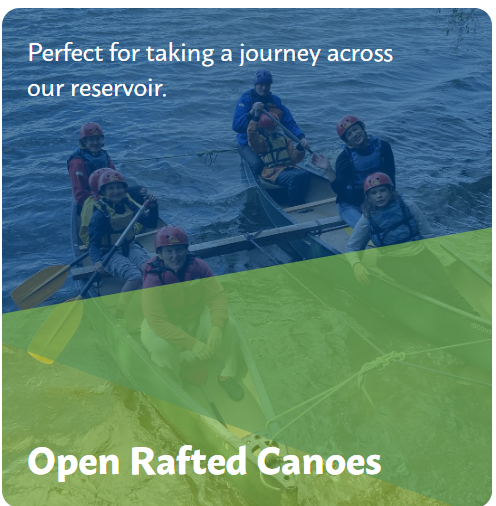 Perfect for taking a journey across
our reservoir.
Open Rafted Canoes